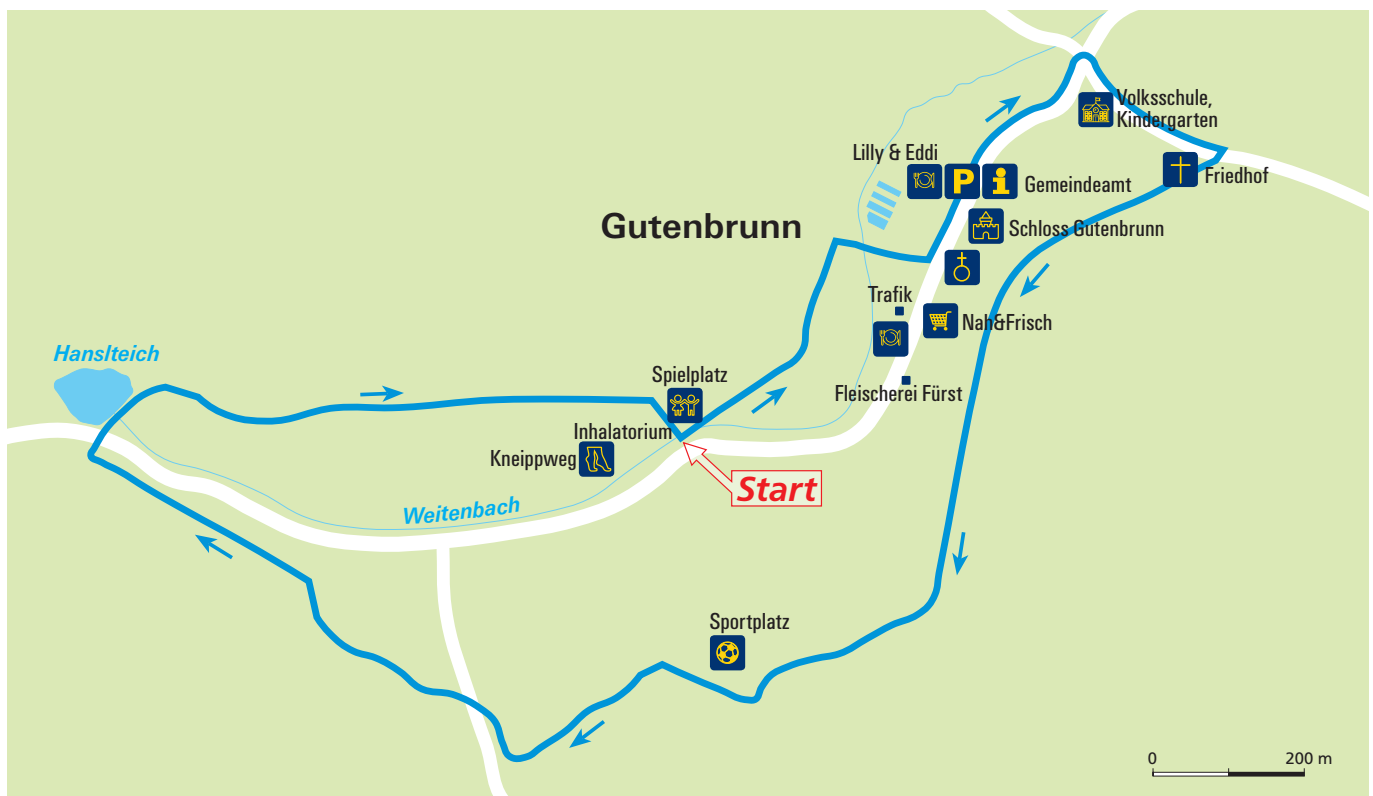 Volksschule,
Kindergarten
Lilly & Eddi
P
i
Gemeindeamt
Friedhof
Gutenbrunn
Schloss Gutenbrunn
Trafik
Nah&Frisch
Hanslteich
Spielplatz
Fleischerei Fürst
Inhalatorium
Kneippweg
Start
Weitenbach
Sportplatz
0 200 m